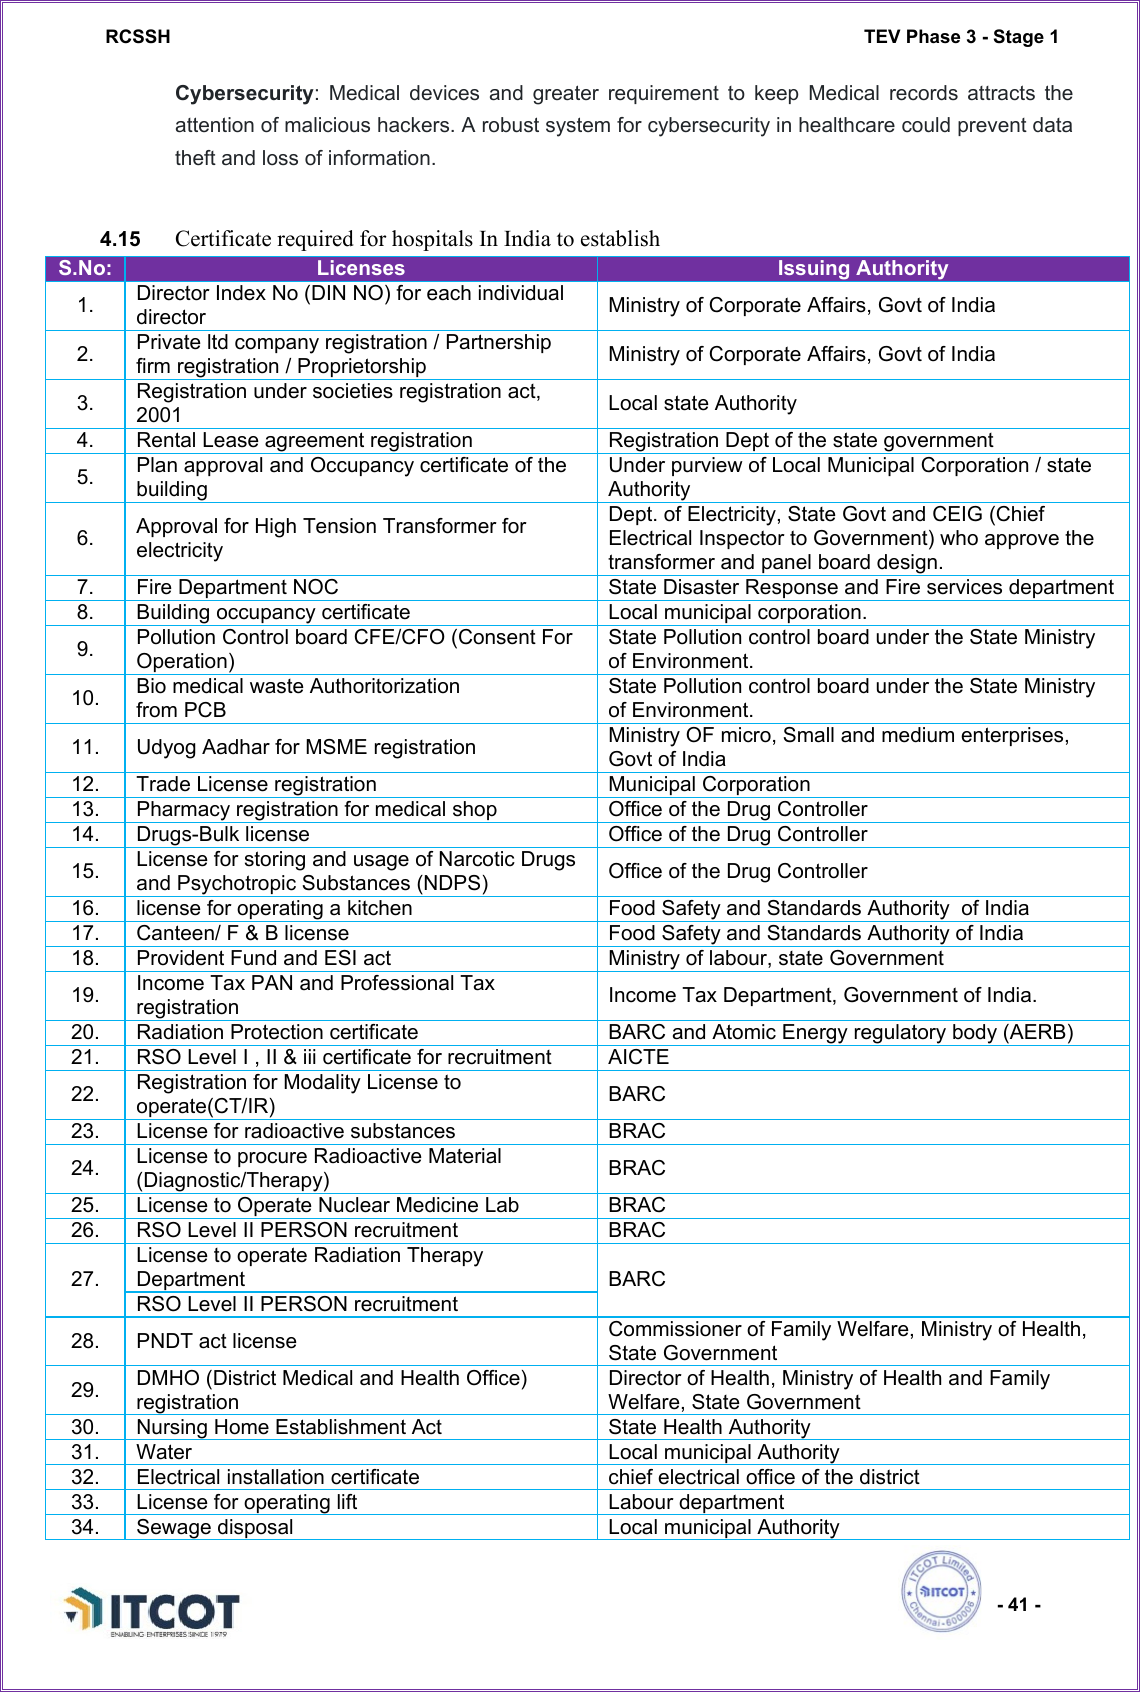 RCSSH TEV Phase 3 - Stage 1
Cybersecurity: Medical devices and greater requirement to keep Medical records attracts the
attention of malicious hackers. A robust system for cybersecurity in healthcare could prevent data
theft and loss of information.
4.15 Certificate required for hospitals In India to establish
S.No: Licenses Issuing Authority
1. Director Index No (DIN NO) for each individual
director Ministry of Corporate Affairs, Govt of India
2. Private ltd company registration / Partnership
firm registration / Proprietorship Ministry of Corporate Affairs, Govt of India
3. Registration under societies registration act,
2001 Local state Authority
4. Rental Lease agreement registration Registration Dept of the state government
5. Plan approval and Occupancy certificate of the
building Under purview of Local Municipal Corporation / state
Authority
6. Approval for High Tension Transformer for
electricity Dept. of Electricity, State Govt and CEIG (Chief
Electrical Inspector to Government) who approve the
transformer and panel board design.
7. Fire Department NOC State Disaster Response and Fire services department
8. Building occupancy certificate Local municipal corporation.
9. Pollution Control board CFE/CFO (Consent For
Operation) State Pollution control board under the State Ministry
of Environment.
10. Bio medical waste Authoritorization
from PCB State Pollution control board under the State Ministry
of Environment.
11. Udyog Aadhar for MSME registration Ministry OF micro, Small and medium enterprises,
Govt of India
12. Trade License registration Municipal Corporation
13. Pharmacy registration for medical shop Office of the Drug Controller
14. Drugs-Bulk license Office of the Drug Controller
15. License for storing and usage of Narcotic Drugs
and Psychotropic Substances (NDPS) Office of the Drug Controller
16. license for operating a kitchen Food Safety and Standards Authority  of India
17. Canteen/ F & B license Food Safety and Standards Authority of India
18. Provident Fund and ESI act Ministry of labour, state Government
19. Income Tax PAN and Professional Tax
registration Income Tax Department, Government of India.
20. Radiation Protection certificate BARC and Atomic Energy regulatory body (AERB)
21. RSO Level I , II & iii certificate for recruitment AICTE
22. Registration for Modality License to
operate(CT/IR) BARC
23. License for radioactive substances BRAC
24. License to procure Radioactive Material
(Diagnostic/Therapy) BRAC
25. License to Operate Nuclear Medicine Lab BRAC
26. RSO Level II PERSON recruitment BRAC
27. License to operate Radiation Therapy
Department BARC
RSO Level II PERSON recruitment
28. PNDT act license Commissioner of Family Welfare, Ministry of Health,
State Government
29. DMHO (District Medical and Health Office)
registration Director of Health, Ministry of Health and Family
Welfare, State Government
30. Nursing Home Establishment Act State Health Authority
31. Water Local municipal Authority
32. Electrical installation certificate chief electrical office of the district
33. License for operating lift Labour department
34. Sewage disposal Local municipal Authority
ITCOT
ENABLING ENTERPRISES SINCE 1979
ITCOT Limited
ITCOT
Chennai-600006
- 41 -